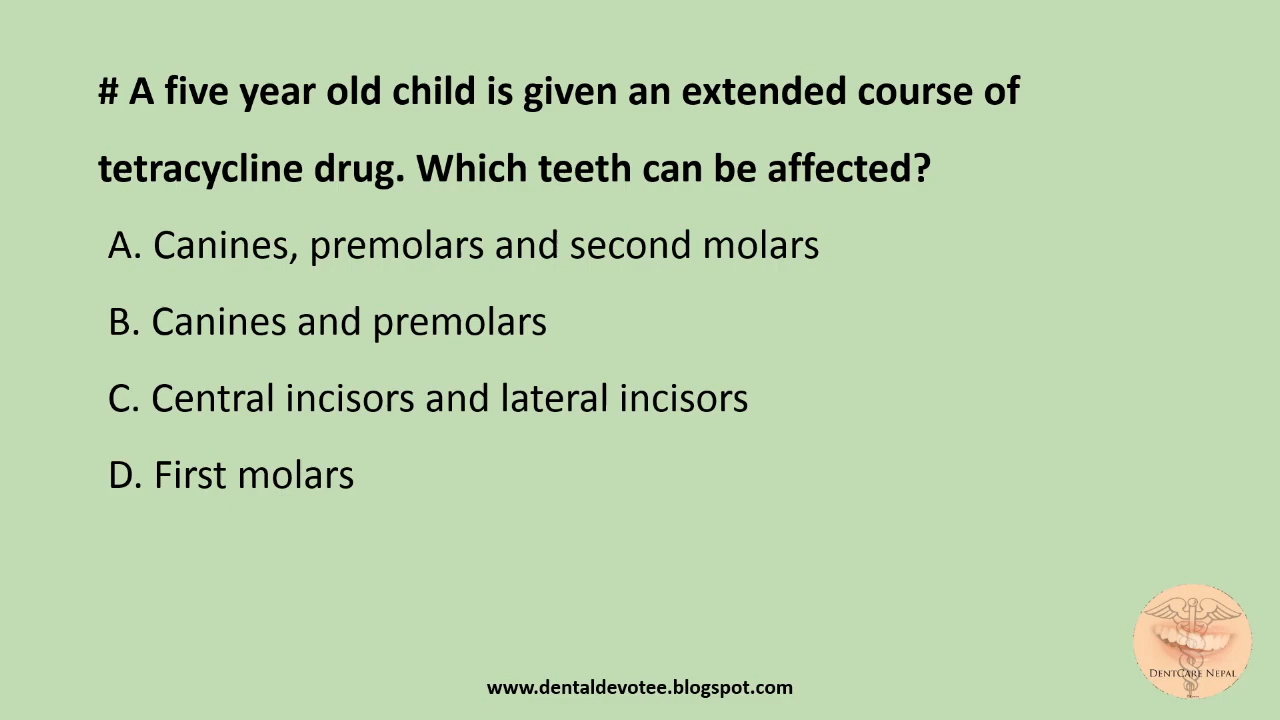 # A five year old child is given an extended course of
tetracycline drug. Which teeth can be affected?
A. Canines, premolars and second molars
B. Canines and premolars
C. Central incisors and lateral incisors
D. First molars
DENTCARE NEPAL
www.dentaldevotee.blogspot.com